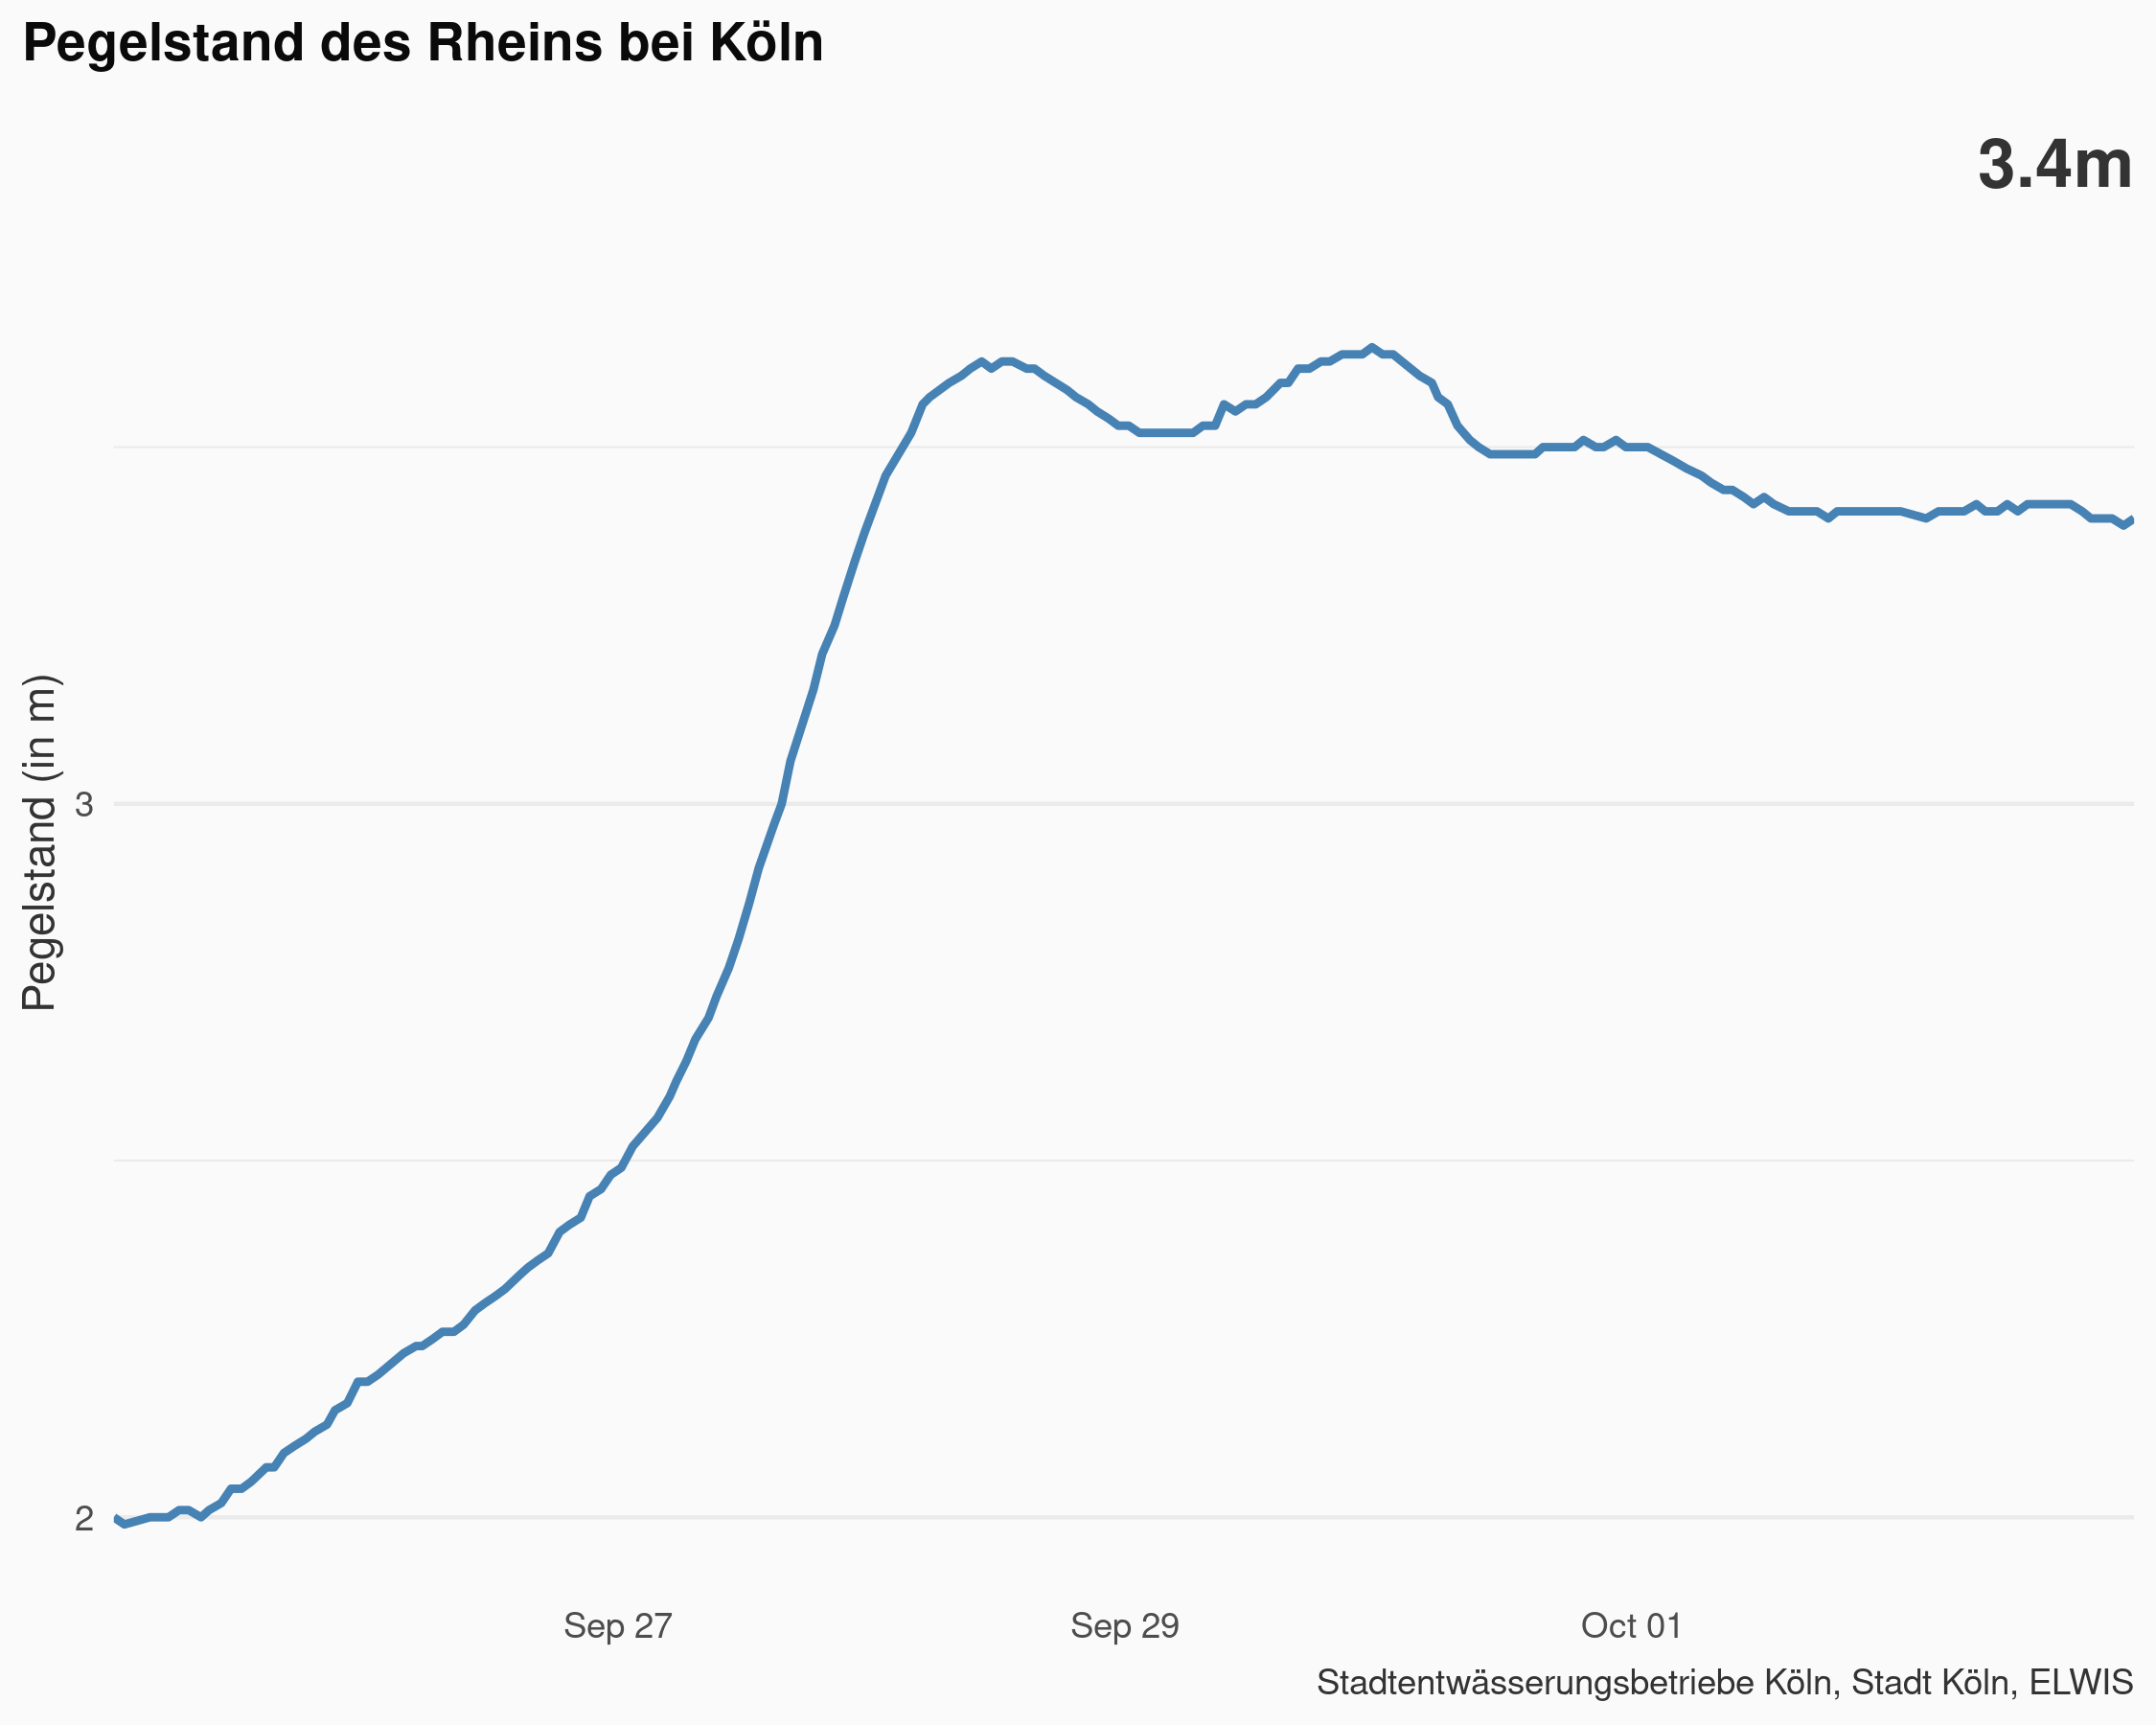 Pegelstand des Rheins bei Köln
3.4m
Pegelstand (in m)
3
2
Sep 27
Sep 29
Oct 01
Stadtentwässerungsbetriebe Köln, Stadt Köln, ELWIS